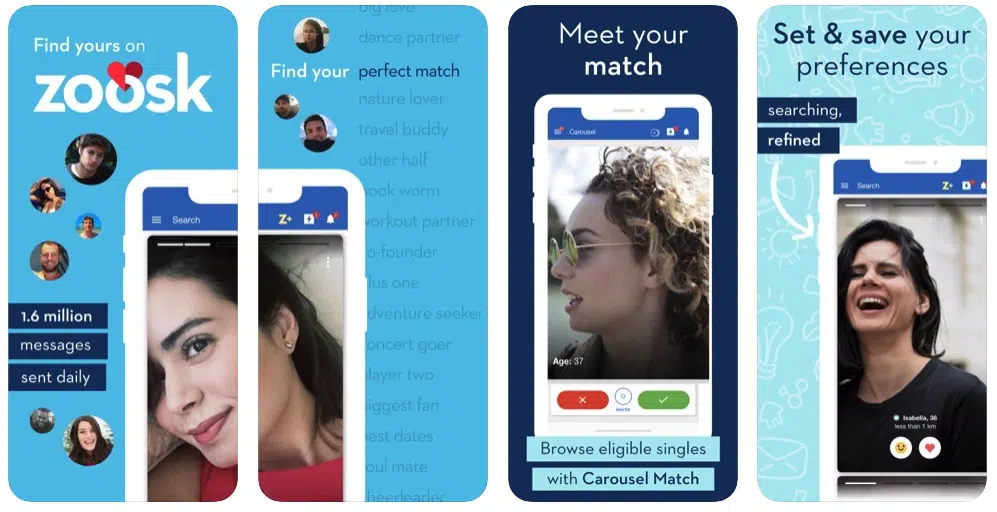 Find yours on
zoosk
1.6 million
messages
sent daily
Search
Z+
big love
dance partner
Find your perfect match
nature lover
travel buddy
other half
book worm
workout partner
co-founder
plus one
adventure seeker
concert goer
player two
biggest fan
best dates
soul mate
cheerleader
Meet your
match
Carousel
Age: 37
MAYBE
Browse eligible singles
with Carousel Match
Set & save your
preferences
searching,
refined
Search
Z+
Isabella, 36
less than 1 km